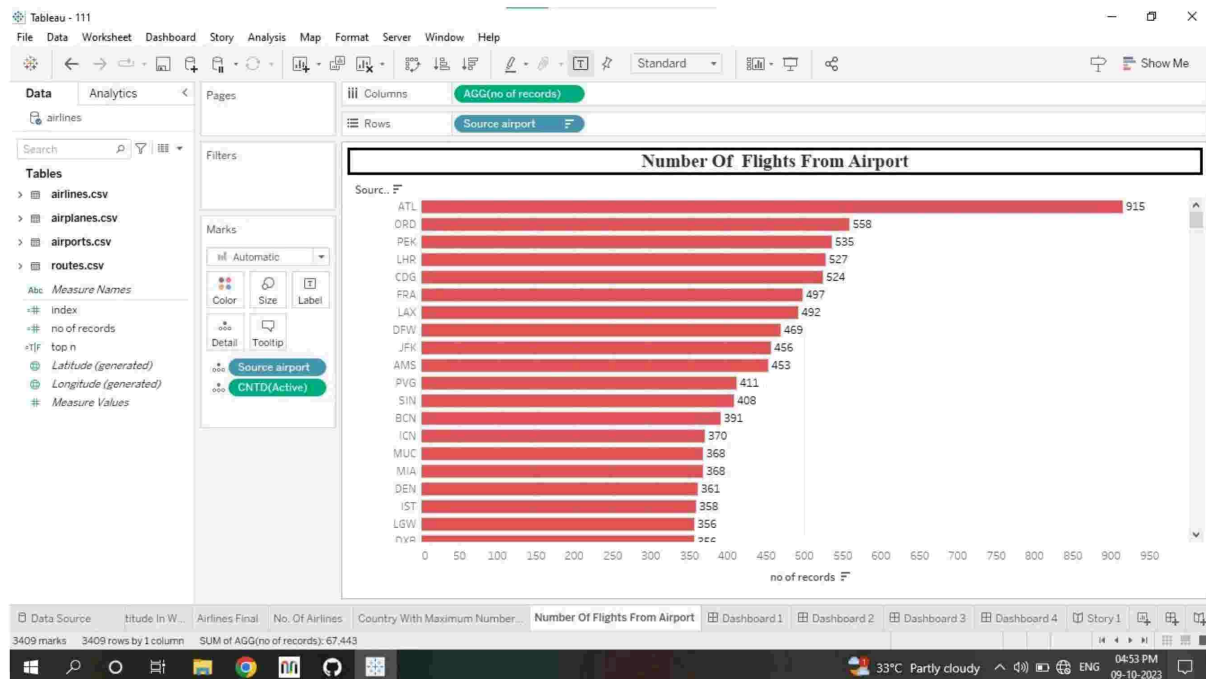 Tableau - 111
File Data Worksheet Dashboard Story Analysis Map Format Server Window Help
Standard
Show Me
Data Analytics
airlines
Search
Tables
airlines.csv
airplanes.csv
airports.csv
routes.csv
Abc Measure Names
=# index
=# no of records
=T|F top n
Latitude (generated)
Longitude (generated)
# Measure Values
Pages
Filters
Marks
Automatic
Color Size Label
Detail Tooltip
Source airport
CNTD(Active)
Columns AGG(no of records)
Rows Source airport
Number Of Flights From Airport
Sourc..
ATL 915
ORD 558
PEK 535
LHR 527
CDG 524
FRA 497
LAX 492
DFW 469
JFK 456
AMS 453
PVG 411
SIN 408
BCN 391
ICN 370
MUC 368
MIA 368
DEN 361
IST 358
LGW 356
DXB 356
0 50 100 150 200 250 300 350 400 450 500 550 600 650 700 750 800 850 900 950
no of records
Data Source titude In W... Airlines Final No. Of Airlines Country With Maximum Number... Number Of Flights From Airport Dashboard 1 Dashboard 2 Dashboard 3 Dashboard 4 Story 1
3409 marks 3409 rows by 1 column SUM of AGG(no of records): 67,443
33°C Partly cloudy ENG 04:53 PM
09-10-2023